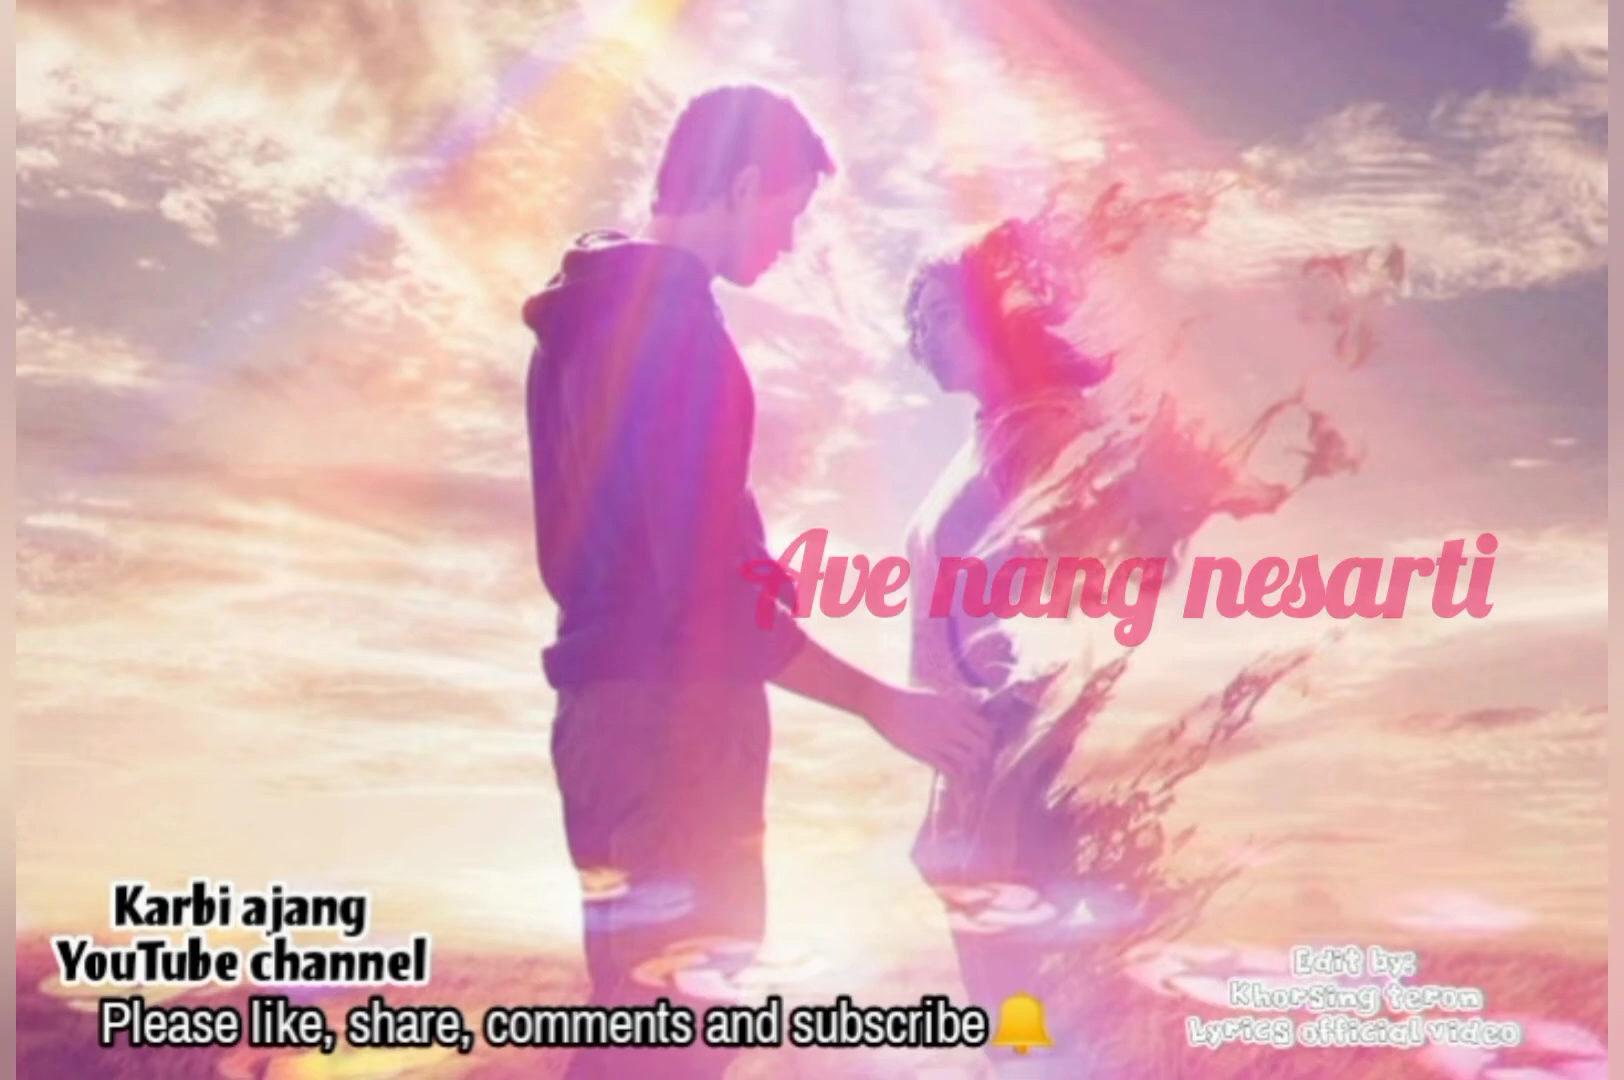 Ave nang nesarti
Karbi ajang
YouTube channel
Please like, share, comments and subscribe🔔
Edit by:
Khorsing teron
Lyrics official video